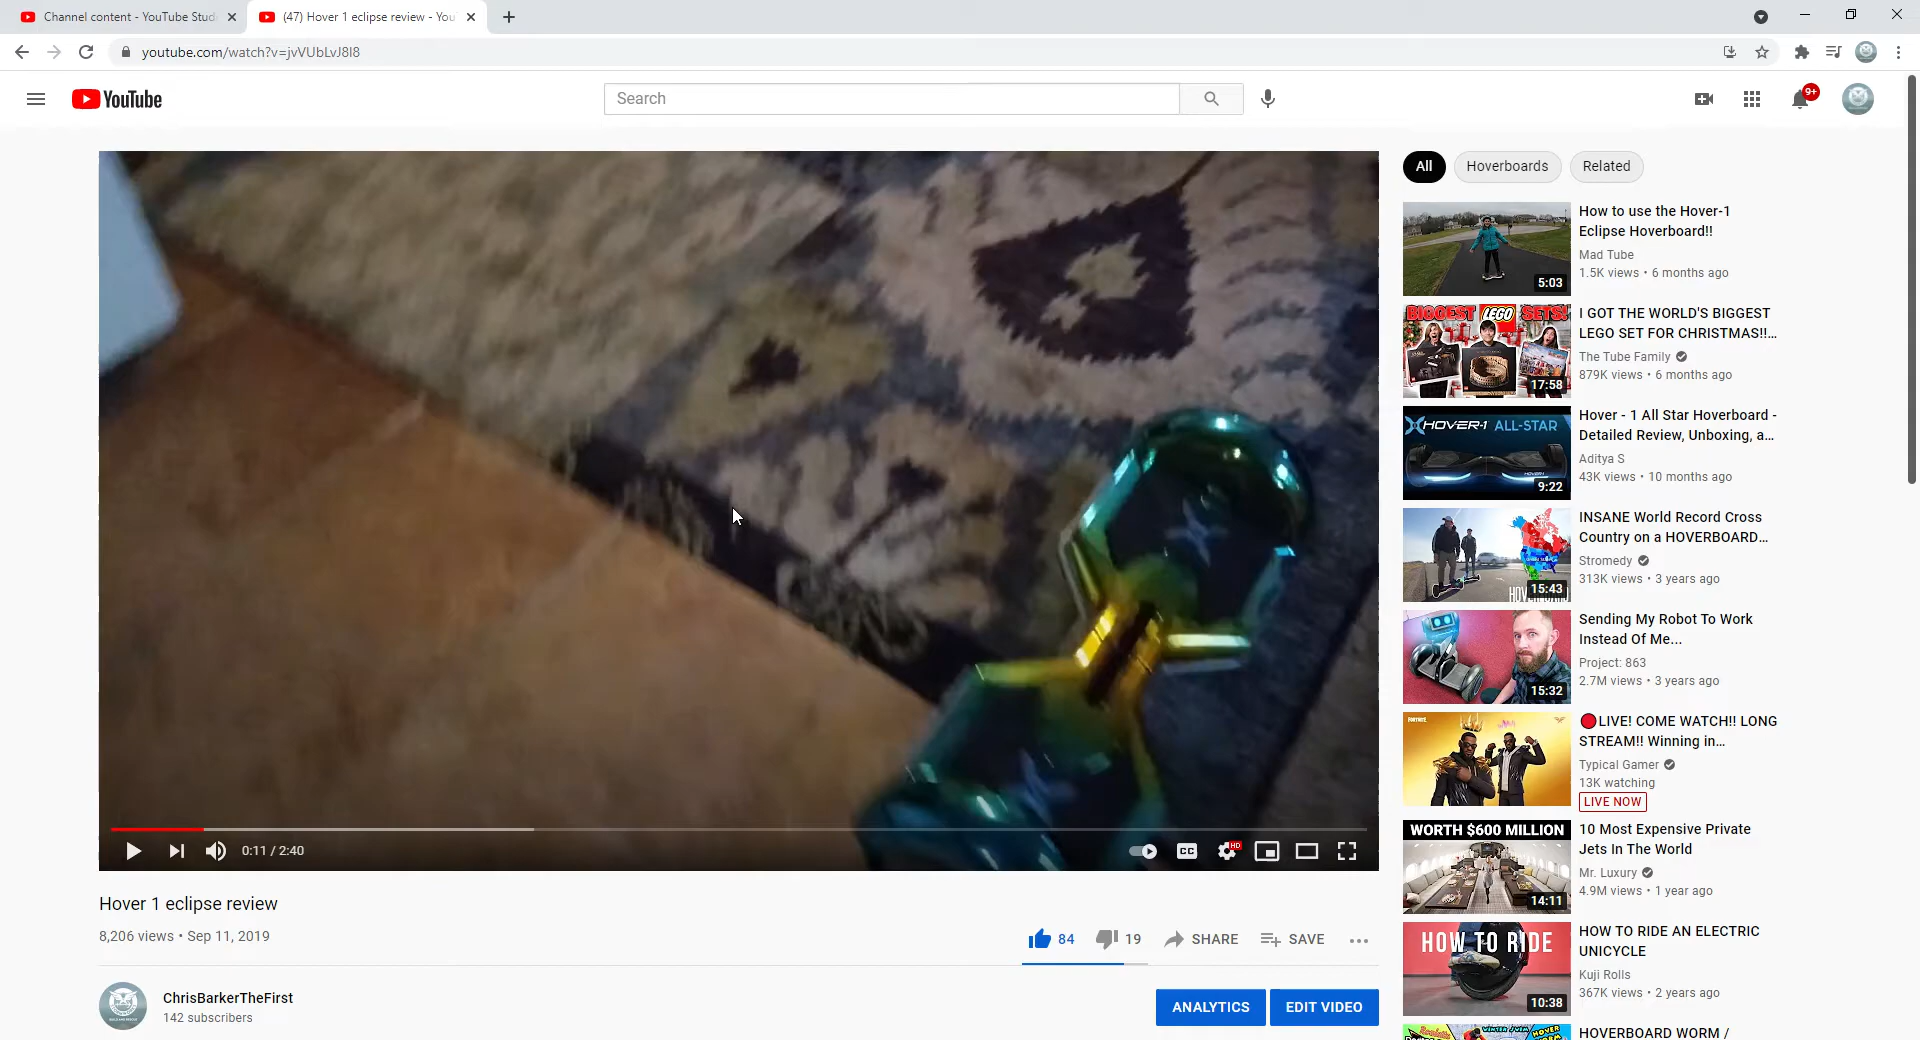 Channel content - YouTube Stud
(47) Hover 1 eclipse review - You
youtube.com/watch?v=jvVUbLvJ8I8
YouTube
Search
9+
All
Hoverboards
Related
How to use the Hover-1
Eclipse Hoverboard!!
Mad Tube
1.5K views • 6 months ago
5:03
BIGGEST LEGO SETS!
I GOT THE WORLD'S BIGGEST
LEGO SET FOR CHRISTMAS!!...
The Tube Family
879K views • 6 months ago
17:58
HOVER-1 ALL-STAR
Hover - 1 All Star Hoverboard -
Detailed Review, Unboxing, a...
Aditya S
43K views • 10 months ago
9:22
INSANE World Record Cross
Country on a HOVERBOARD...
Stromedy
313K views • 3 years ago
15:43
Sending My Robot To Work
Instead Of Me...
Project: 863
2.7M views • 3 years ago
15:32
FORTNITE
LIVE! COME WATCH!! LONG
STREAM!! Winning in...
Typical Gamer
13K watching
LIVE NOW
WORTH $600 MILLION
10 Most Expensive Private
Jets In The World
Mr. Luxury
4.9M views • 1 year ago
14:11
HOW TO RIDE
HOW TO RIDE AN ELECTRIC
UNICYCLE
Kuji Rolls
367K views • 2 years ago
10:38
HOVERBOARD WORM /
0:11 / 2:40
CC
HD
Hover 1 eclipse review
8,206 views • Sep 11, 2019
84
19
SHARE
SAVE
ChrisBarkerTheFirst
142 subscribers
ANALYTICS
EDIT VIDEO